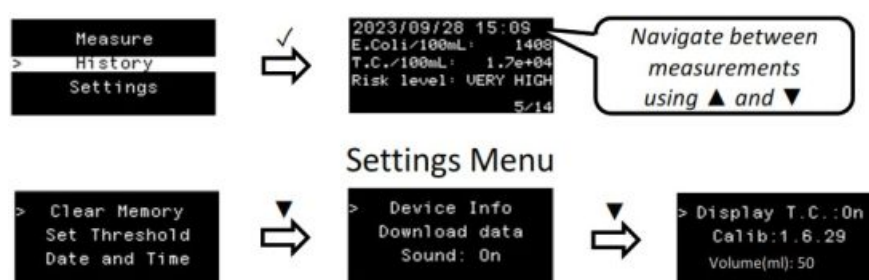 Measure
> History
Settings
✓
2023/09/28 15:09
E.Coli/100mL: 1408
T.C./100mL: 1.7e+04
Risk level: VERY HIGH
5/14
Navigate between
measurements
using ▲ and ▼
Settings Menu
> Clear Memory
Set Threshold
Date and Time
▼
> Device Info
Download data
Sound: On
▼
> Display T.C.:On
Calib:1.6.29
Volume(ml): 50